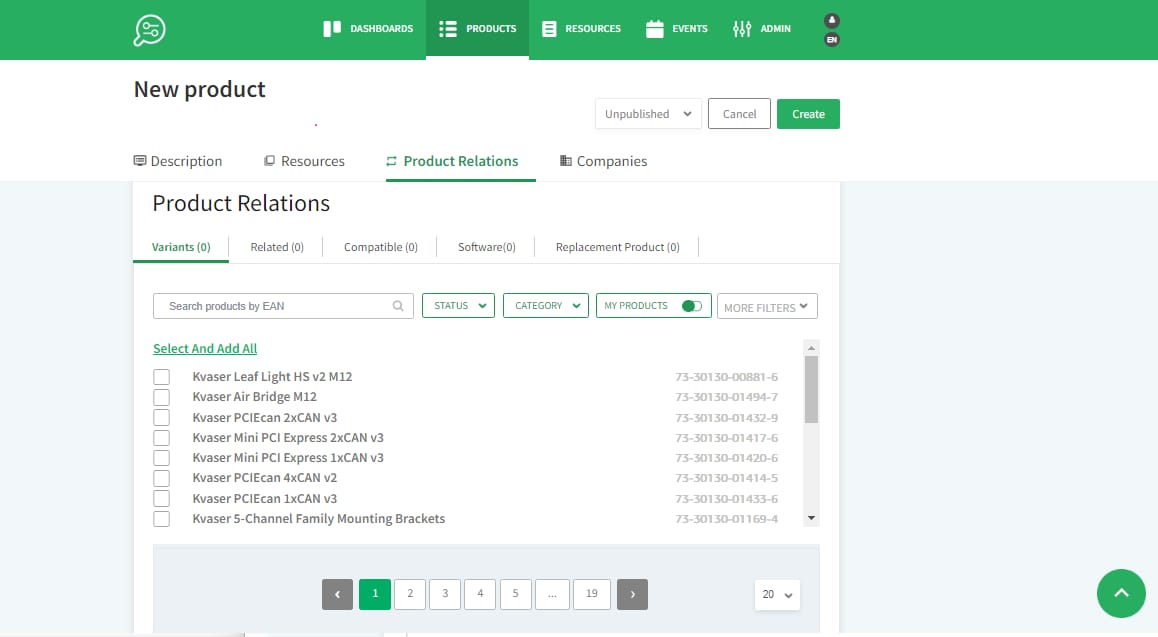 DASHBOARDS PRODUCTS RESOURCES EVENTS ADMIN EN
New product
Unpublished Cancel Create
Description Resources Product Relations Companies
Product Relations
Variants (0) Related (0) Compatible (0) Software(0) Replacement Product (0)
Search products by EAN STATUS CATEGORY MY PRODUCTS MORE FILTERS
Select And Add All
Kvaser Leaf Light HS v2 M12 73-30130-00881-6
Kvaser Air Bridge M12 73-30130-01494-7
Kvaser PCIEcan 2xCAN v3 73-30130-01432-9
Kvaser Mini PCI Express 2xCAN v3 73-30130-01417-6
Kvaser Mini PCI Express 1xCAN v3 73-30130-01420-6
Kvaser PCIEcan 4xCAN v2 73-30130-01414-5
Kvaser PCIEcan 1xCAN v3 73-30130-01433-6
Kvaser 5-Channel Family Mounting Brackets 73-30130-01169-4
‹ 1 2 3 4 5 ... 19 › 20